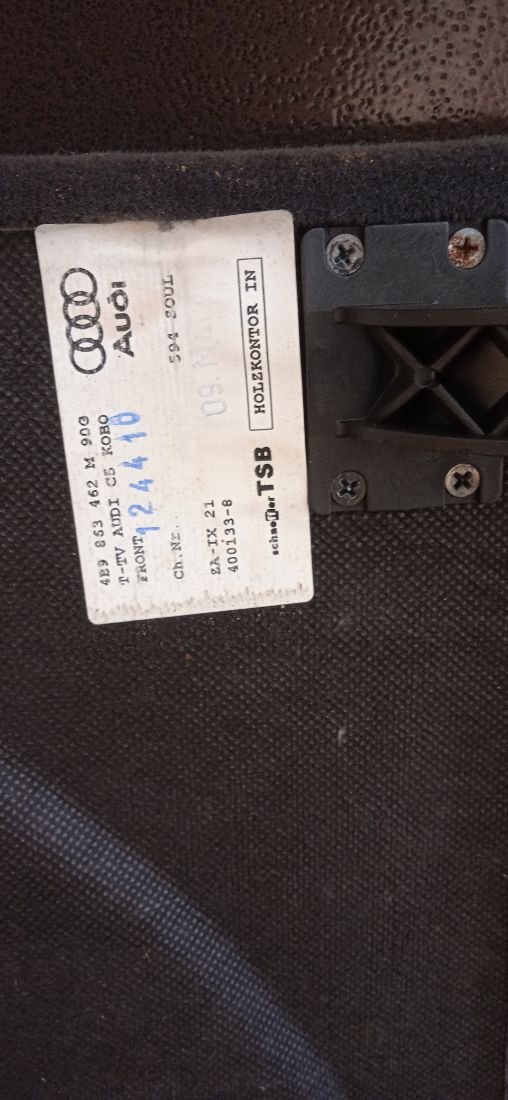 Audi
4B9 863 462 M 90G
T-TV AUDI C5 KOBO
FRONT
124410
Ch.Nr. 594 SOUL
ZA-IX 21
400133-8
TSB HOLZKONTOR IN